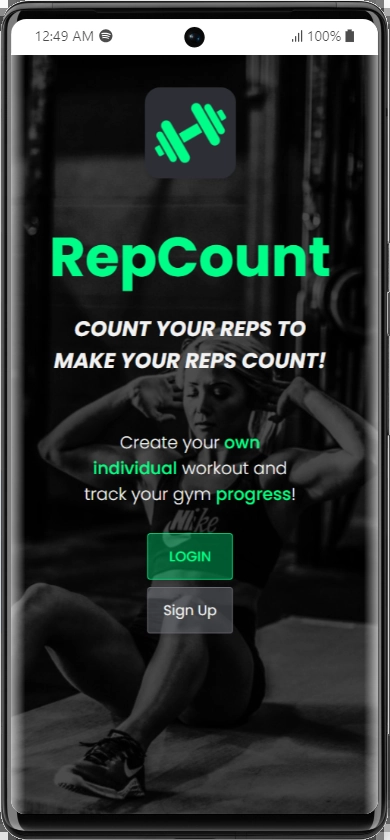 12:49 AM
100%
RepCount
COUNT YOUR REPS TO
MAKE YOUR REPS COUNT!
Create your own
individual workout and
track your gym progress!
Nike
LOGIN
Sign Up